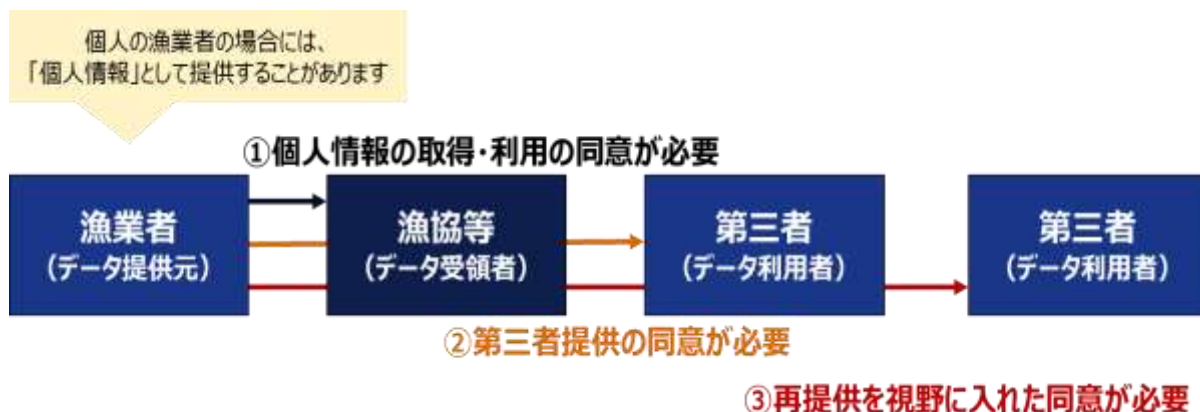 個人の漁業者の場合には、
「個人情報」として提供することがあります
①個人情報の取得・利用の同意が必要
漁業者
（データ提供元）
漁協等
（データ受領者）
第三者
（データ利用者）
第三者
（データ利用者）
②第三者提供の同意が必要
③再提供を視野に入れた同意が必要